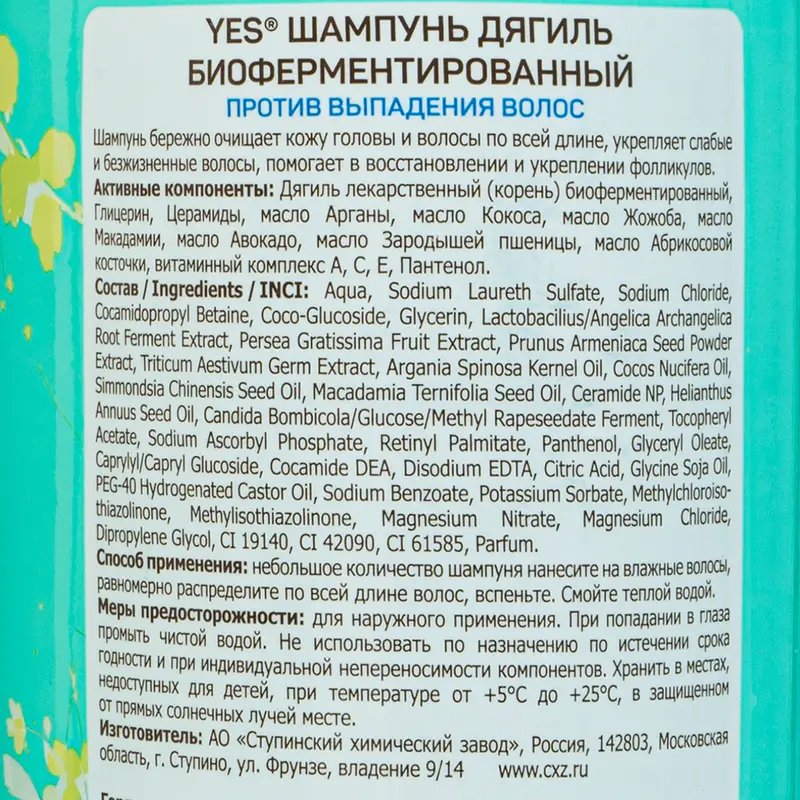 YES® ШАМПУНЬ ДЯГИЛЬ
БИОФЕРМЕНТИРОВАННЫЙ
ПРОТИВ ВЫПАДЕНИЯ ВОЛОС
Шампунь бережно очищает кожу головы и волосы по всей длине, укрепляет слабые
и безжизненные волосы, помогает в восстановлении и укреплении фолликулов.
Активные компоненты: Дягиль лекарственный (корень) биоферментированный,
Глицерин, Церамиды, масло Арганы, масло Кокоса, масло Жожоба, масло
Макадамии, масло Авокадо, масло Зародышей пшеницы, масло Абрикосовой
косточки, витаминный комплекс А, С, Е, Пантенол.
Состав / Ingredients / INCI: Aqua, Sodium Laureth Sulfate, Sodium Chloride,
Cocamidopropyl Betaine, Coco-Glucoside, Glycerin, Lactobacilius/Angelica Archangelica
Root Ferment Extract, Persea Gratissima Fruit Extract, Prunus Armeniaca Seed Powder
Extract, Triticum Aestivum Germ Extract, Argania Spinosa Kernel Oil, Cocos Nucifera Oil,
Simmondsia Chinensis Seed Oil, Macadamia Ternifolia Seed Oil, Ceramide NP, Helianthus
Annuus Seed Oil, Candida Bombicola/Glucose/Methyl Rapeseedate Ferment, Tocopheryl
Acetate, Sodium Ascorbyl Phosphate, Retinyl Palmitate, Panthenol, Glyceryl Oleate,
Caprylyl/Capryl Glucoside, Cocamide DEA, Disodium EDTA, Citric Acid, Glycine Soja Oil,
PEG-40 Hydrogenated Castor Oil, Sodium Benzoate, Potassium Sorbate, Methylchloroiso-
thiazolinone, Methylisothiazolinone, Magnesium Nitrate, Magnesium Chloride,
Dipropylene Glycol, CI 19140, CI 42090, CI 61585, Parfum.
Способ применения: небольшое количество шампуня нанесите на влажные волосы,
равномерно распределите по всей длине волос, вспеньте. Смойте теплой водой.
Меры предосторожности: для наружного применения. При попадании в глаза
промыть чистой водой. Не использовать по назначению по истечении срока
годности и при индивидуальной непереносимости компонентов. Хранить в местах,
недоступных для детей, при температуре от +5°С до +25°С, в защищенном
от прямых солнечных лучей месте.
Изготовитель: АО «Ступинский химический завод», Россия, 142803, Московская
область, г. Ступино, ул. Фрунзе, владение 9/14 www.cxz.ru